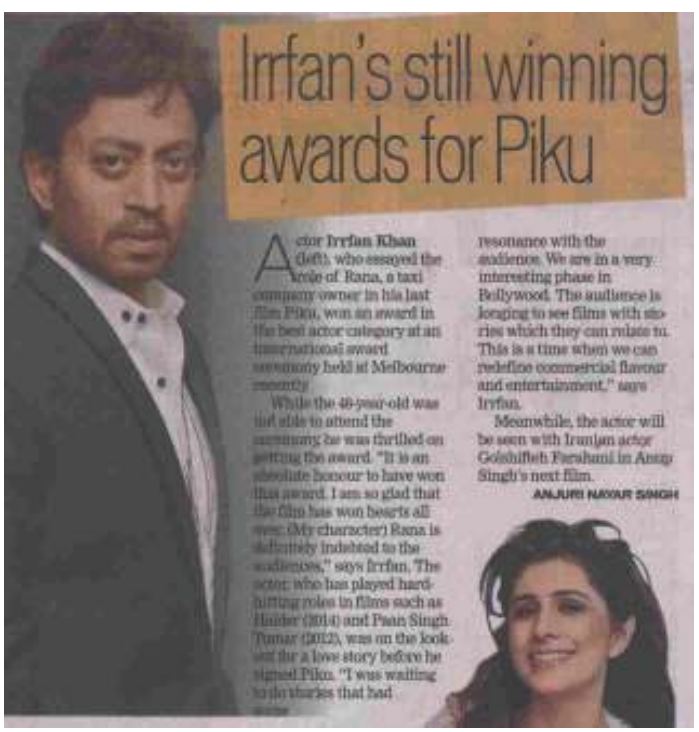 Irrfan's still winning
awards for Piku
Actor Irrfan Khan
(left), who essayed the
role of Rana, a taxi
company owner in his last
film Piku, won an award in
the best actor category at an
international award
ceremony held at Melbourne
recently.
While the 48-year-old was
not able to attend the
ceremony, he was thrilled on
getting the award. "It is an
absolute honour to have won
this award. I am so glad that
the film has won hearts all
over. (My character) Rana is
definitely indebted to the
audiences," says Irrfan. The
actor, who has played hard-
hitting roles in films such as
Haider (2014) and Paan Singh
Tomar (2012), was on the look-
out for a love story before he
signed Piku. "I was waiting
to do stories that had
some
resonance with the
audience. We are in a very
interesting phase in
Bollywood. The audience is
longing to see films with sto-
ries which they can relate to.
This is a time when we can
redefine commercial flavour
and entertainment," says
Irrfan.
Meanwhile, the actor will
be seen with Iranian actor
Golshifteh Farahani in Anup
Singh's next film.
ANJURI NAYAR SINGH